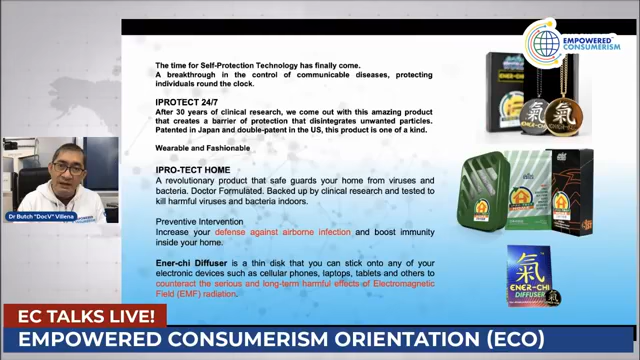 EMPOWERED
CONSUMERISM
The time for Self-Protection Technology has finally come.
A breakthrough in the control of communicable diseases, protecting
individuals round the clock.
IPROTECT 24/7
After 30 years of clinical research, we come out with this amazing product
that creates a barrier of protection that disintegrates unwanted particles.
Patented in Japan and double-patent in the US, this product is one of a kind.
Wearable and Fashionable
IPRO-TECT HOME
A revolutionary product that safe guards your home from viruses and
bacteria. Doctor Formulated. Backed up by clinical research and tested to
kill harmful viruses and bacteria indoors.
Preventive Intervention
Increase your defense against airborne infection and boost immunity
inside your home.
Ener-chi Diffuser is a thin disk that you can stick onto any of your
electronic devices such as cellular phones, laptops, tablets and others to
counteract the serious and long-term harmful effects of Electromagnetic
Field (EMF) radiation.
氣
ENER-CHI
氣
ENER-CHI
氣
ENER-CHI
DIFFUSER
Dr Butch "DocV" Villena
EC TALKS LIVE!
EMPOWERED CONSUMERISM ORIENTATION (ECO)